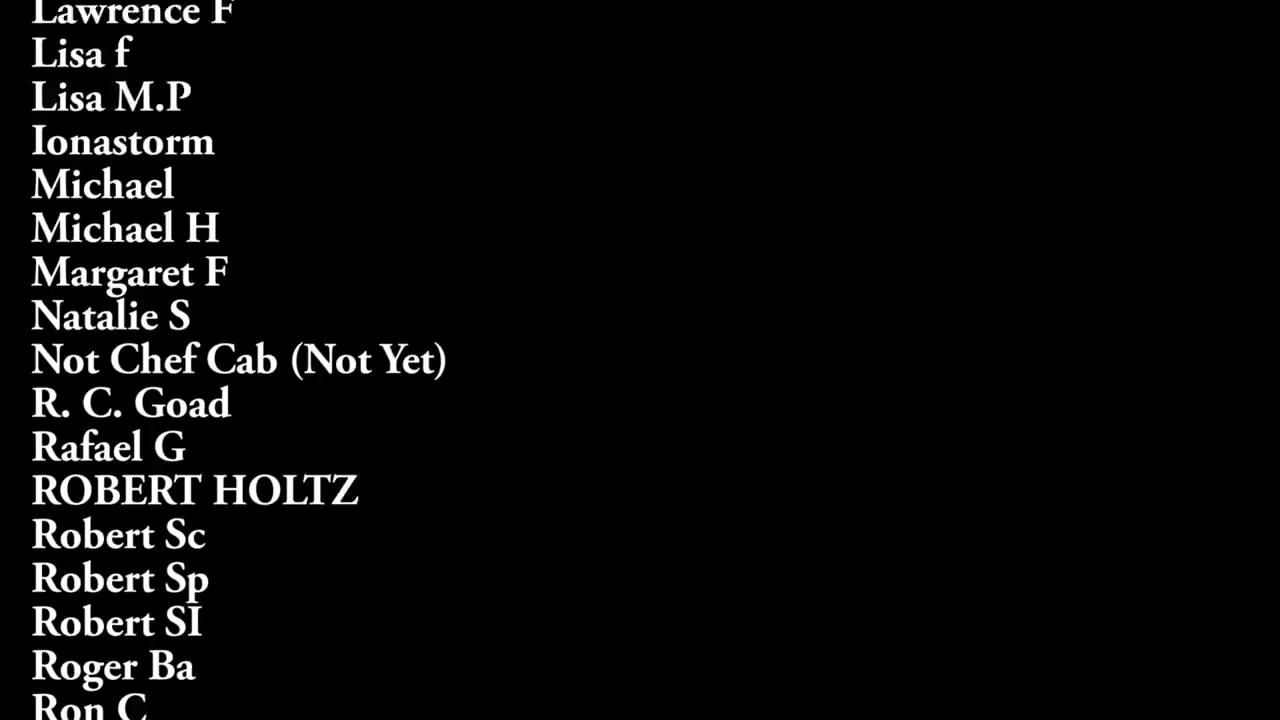 Lawrence F
Lisa f
Lisa M.P
Ionastorm
Michael
Michael H
Margaret F
Natalie S
Not Chef Cab (Not Yet)
R. C. Goad
Rafael G
ROBERT HOLTZ
Robert Sc
Robert Sp
Robert SI
Roger Ba
Ron C